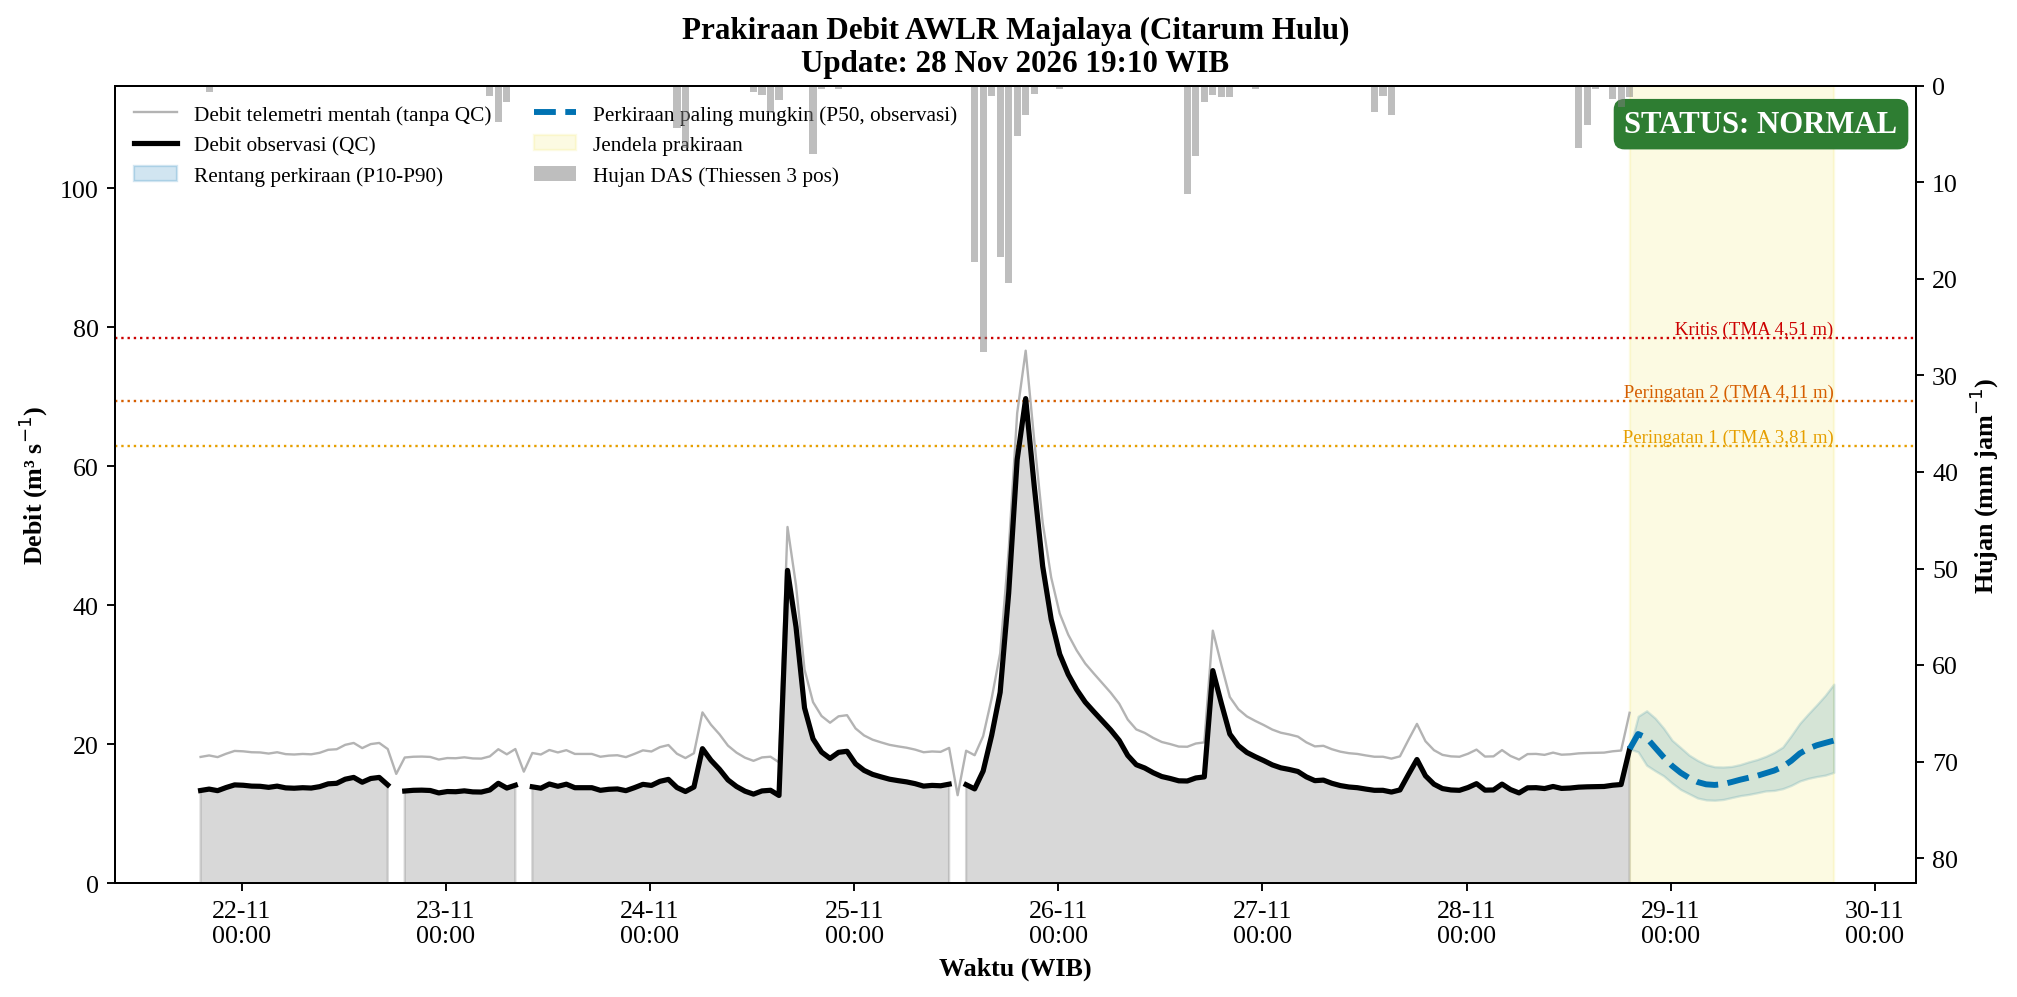 Prakiraan Debit AWLR Majalaya (Citarum Hulu)
Update: 28 Nov 2026 19:10 WIB
Debit telemetri mentah (tanpa QC)
Debit observasi (QC)
Rentang perkiraan (P10-P90)
Perkiraan paling mungkin (P50, observasi)
Jendela prakiraan
Hujan DAS (Thiessen 3 pos)
STATUS: NORMAL
Kritis (TMA 4,51 m)
Peringatan 2 (TMA 4,11 m)
Peringatan 1 (TMA 3,81 m)
Debit (m³ s⁻¹)
100
80
60
40
20
0
Hujan (mm jam⁻¹)
0
10
20
30
40
50
60
70
80
22-11
00:00
23-11
00:00
24-11
00:00
25-11
00:00
26-11
00:00
27-11
00:00
28-11
00:00
29-11
00:00
30-11
00:00
Waktu (WIB)